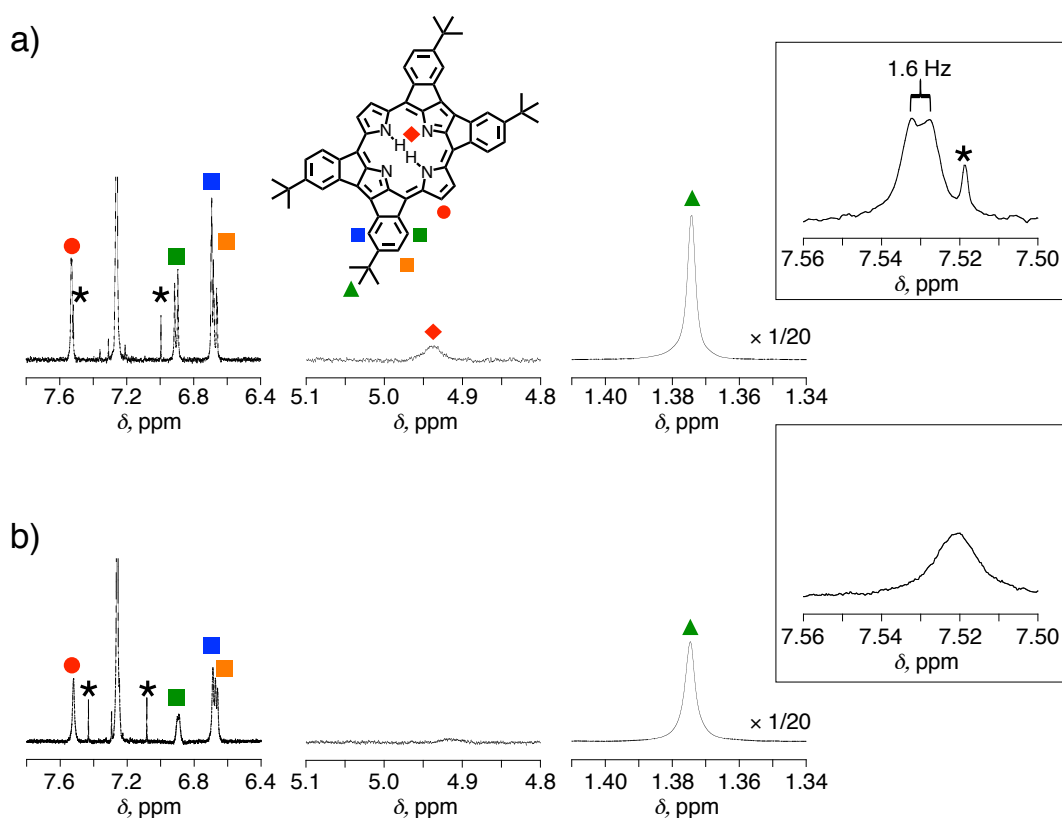 a)
N
N
H
H
N
N
1.6 Hz
*
7.56 7.54 7.52 7.50
δ, ppm
* *
× 1/20
7.6 7.2 6.8 6.4
δ, ppm
5.1 5.0 4.9 4.8
δ, ppm
1.40 1.38 1.36 1.34
δ, ppm
b)
7.56 7.54 7.52 7.50
δ, ppm
* *
× 1/20
7.6 7.2 6.8 6.4
δ, ppm
5.1 5.0 4.9 4.8
δ, ppm
1.40 1.38 1.36 1.34
δ, ppm